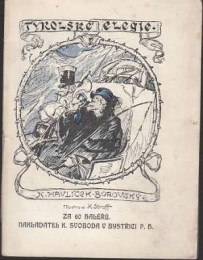 TYROLSKÉ ELEGIE.
K. HAVLÍČEK-BOROVSKÝ
ZA 60 HALÉŘŮ.
NAKLADATEL K. SVOBODA V BYSTŘICI P. H.